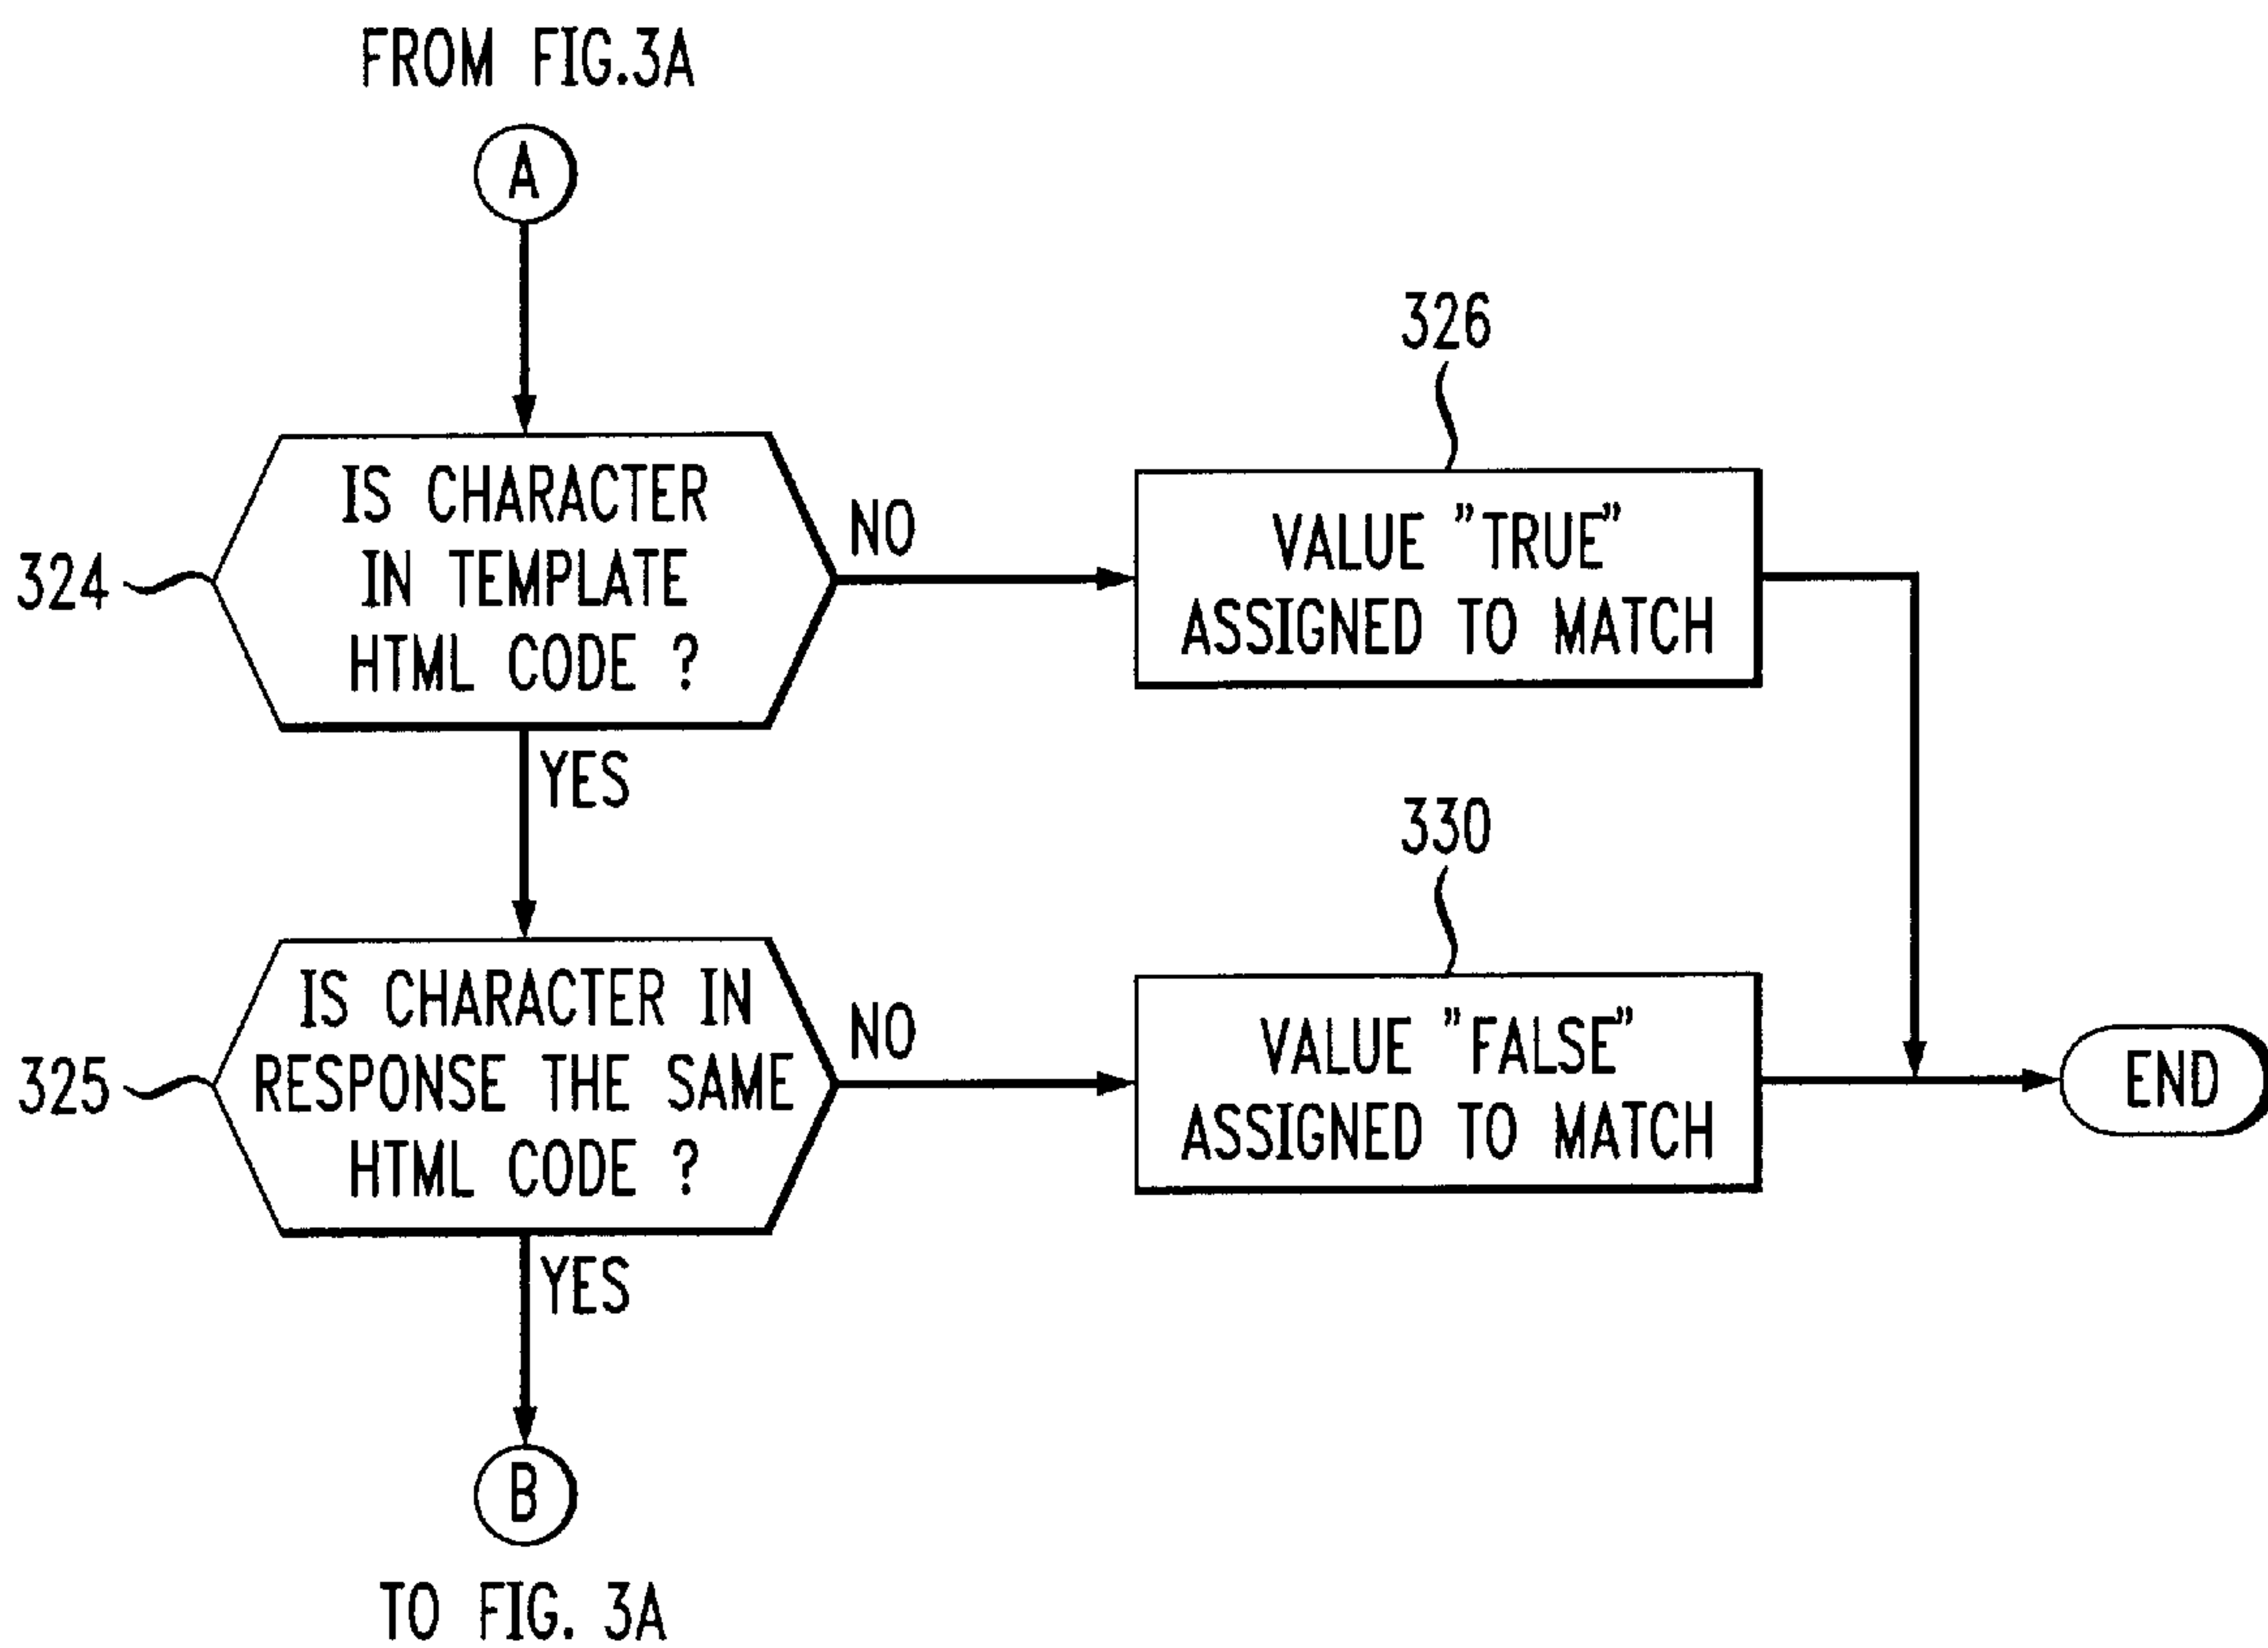 FROM FIG.3A
A
324
IS CHARACTER
IN TEMPLATE
HTML CODE ?
NO
YES
326
VALUE "TRUE"
ASSIGNED TO MATCH
325
IS CHARACTER IN
RESPONSE THE SAME
HTML CODE ?
NO
YES
330
VALUE "FALSE"
ASSIGNED TO MATCH
END
B
TO FIG. 3A